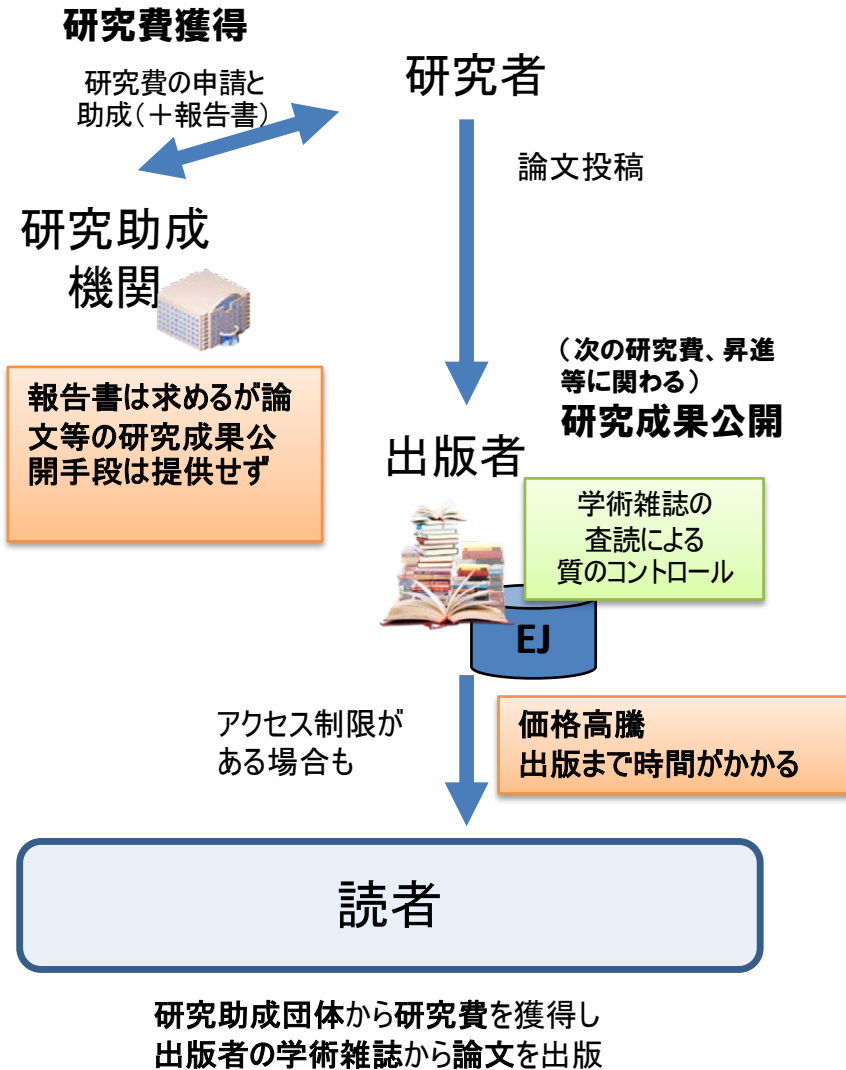 研究費獲得
研究費の申請と
助成(+報告書)
研究者
論文投稿
研究助成
機関
報告書は求めるが論
文等の研究成果公
開手段は提供せず
(次の研究費、昇進
等に関わる)
研究成果公開
出版者
学術雑誌の
査読による
質のコントロール
EJ
アクセス制限が
ある場合も
価格高騰
出版まで時間がかかる
読者
研究助成団体から研究費を獲得し
出版者の学術雑誌から論文を出版